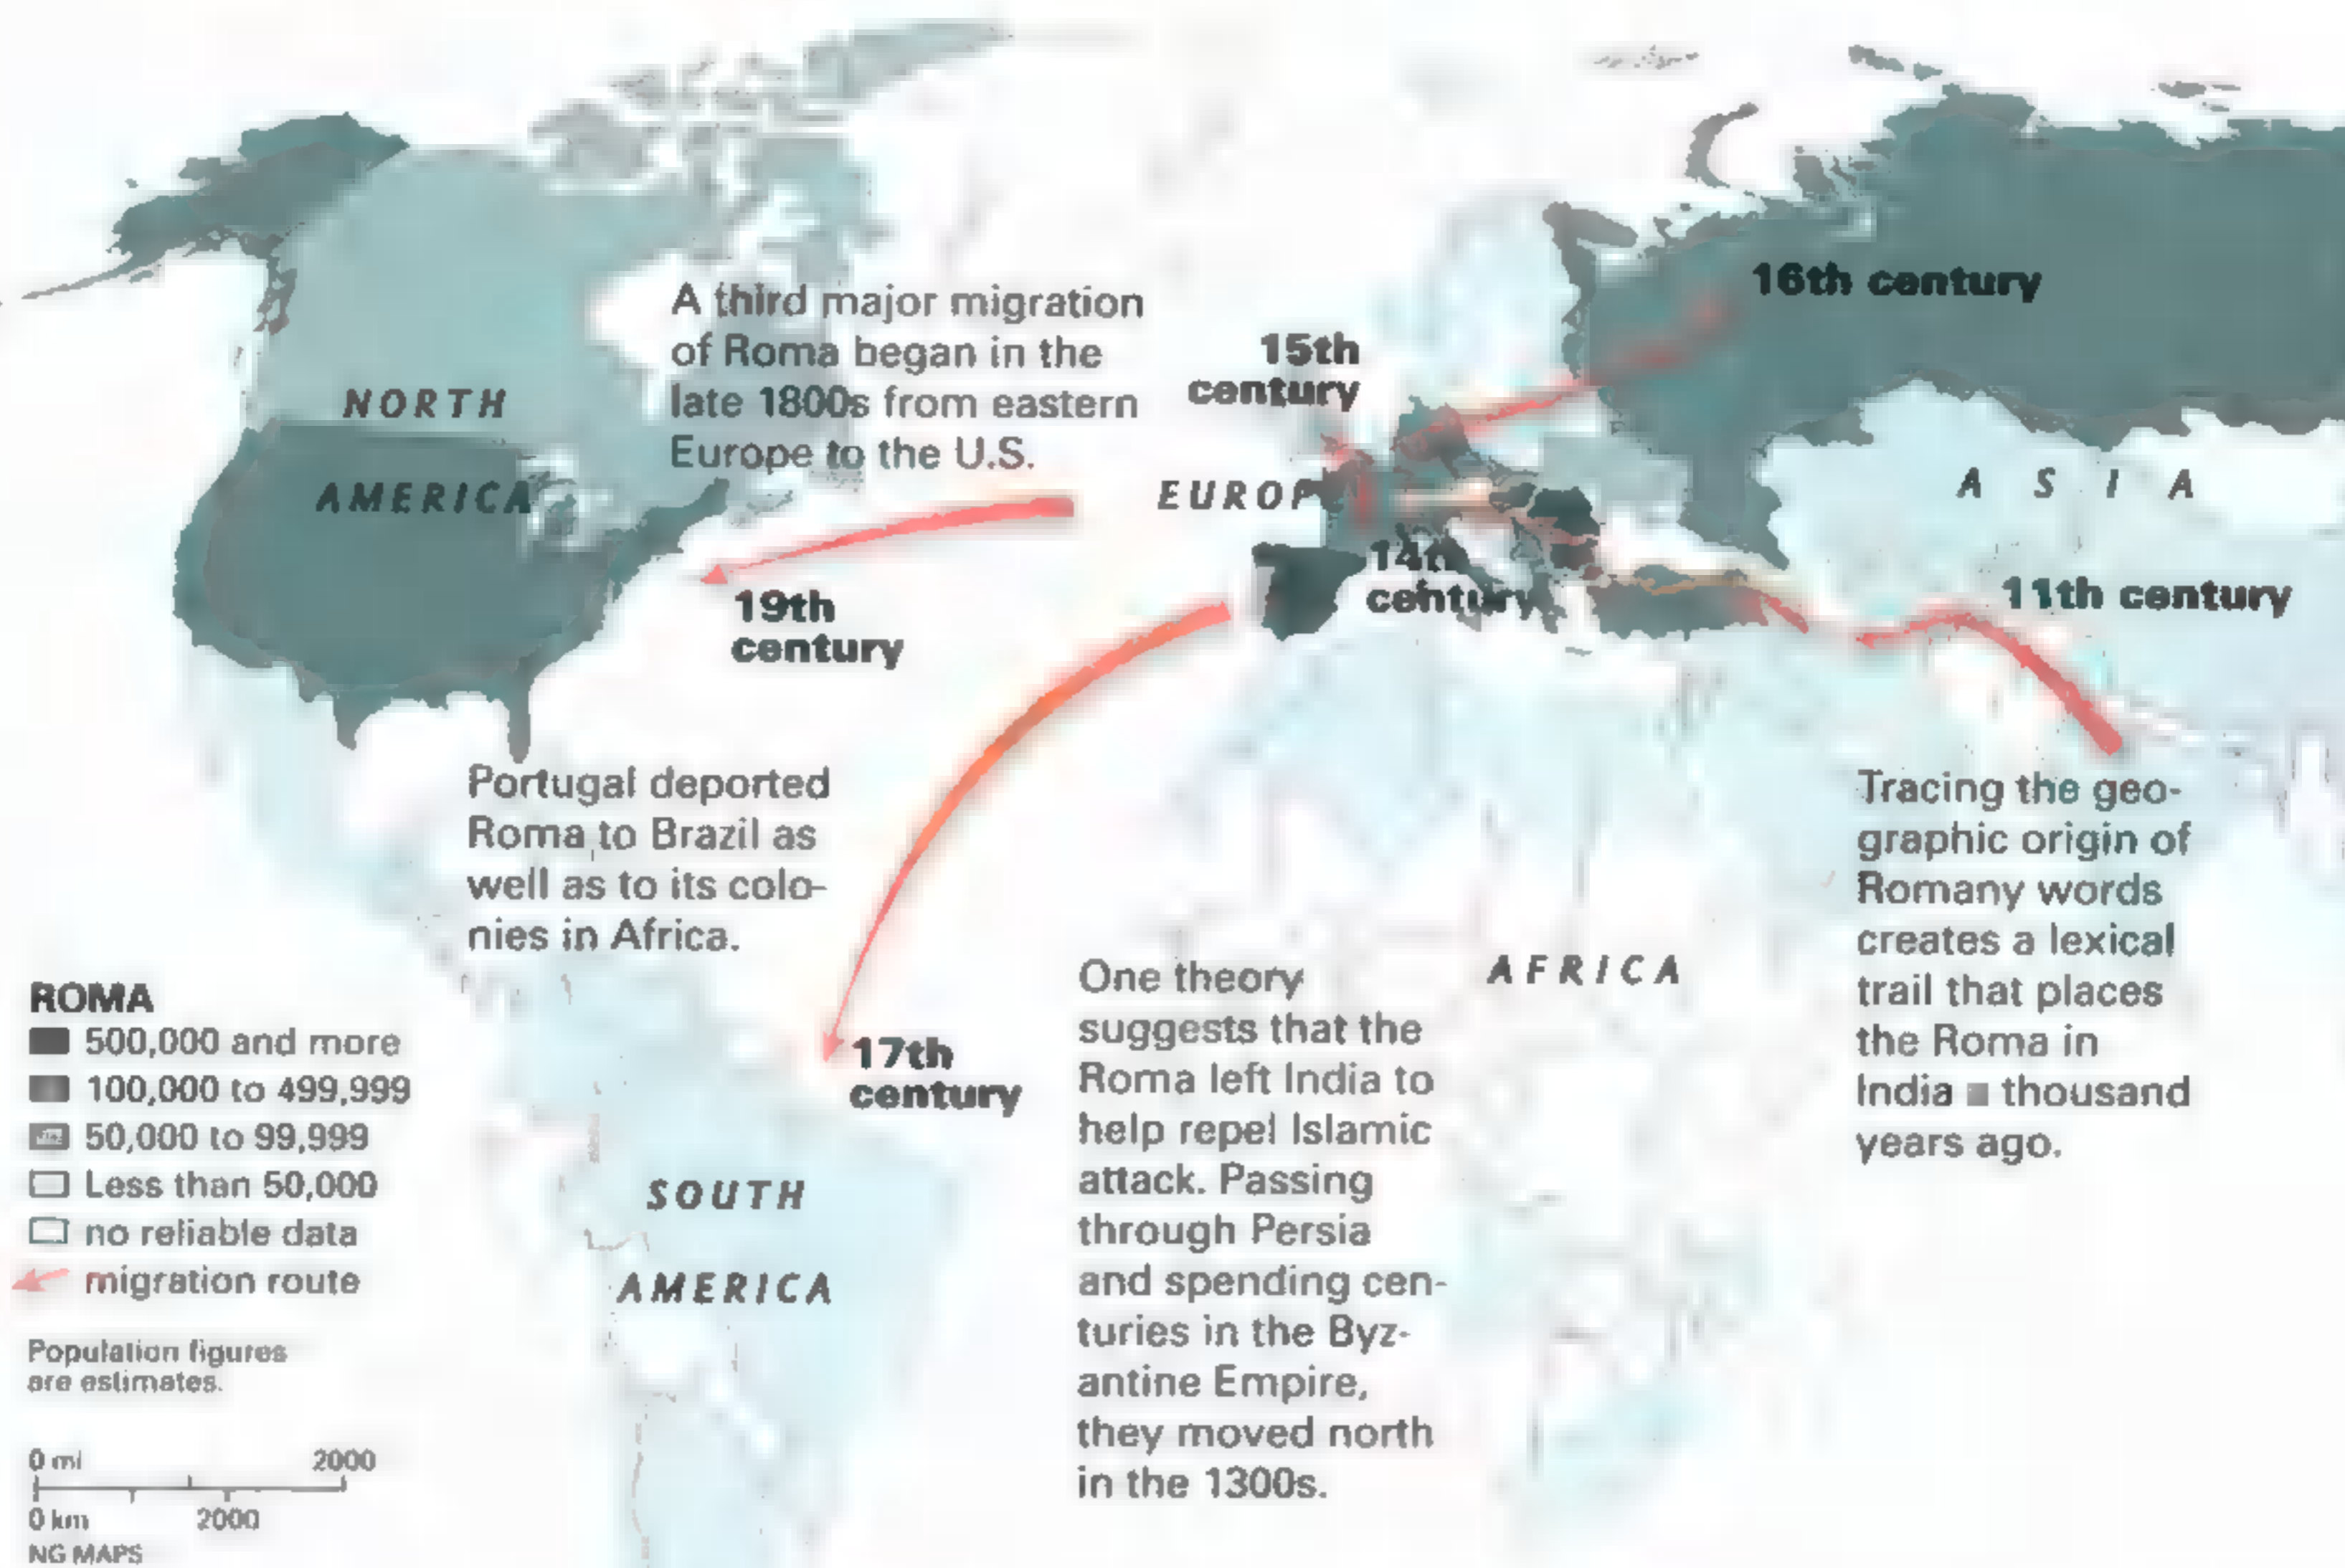 A third major migration
of Roma began in the
late 1800s from eastern
Europe to the U.S.
16th century
15th
century
NORTH
AMERICA
EUROP
ASIA
14th
century
11th century
19th
century
Portugal deported
Roma to Brazil as
well as to its colo-
nies in Africa.
Tracing the geo-
graphic origin of
Romany words
creates a lexical
trail that places
the Roma in
India thousand
years ago.
AFRICA
One theory
suggests that the
Roma left India to
help repel Islamic
attack. Passing
through Persia
and spending cen-
turies in the Byz-
antine Empire,
they moved north
in the 1300s.
17th
century
SOUTH
AMERICA
ROMA
500,000 and more
100,000 to 499,999
50,000 to 99,999
Less than 50,000
no reliable data
migration route
Population figures
are estimates.
0 mi 2000
0 km 2000
NG MAPS